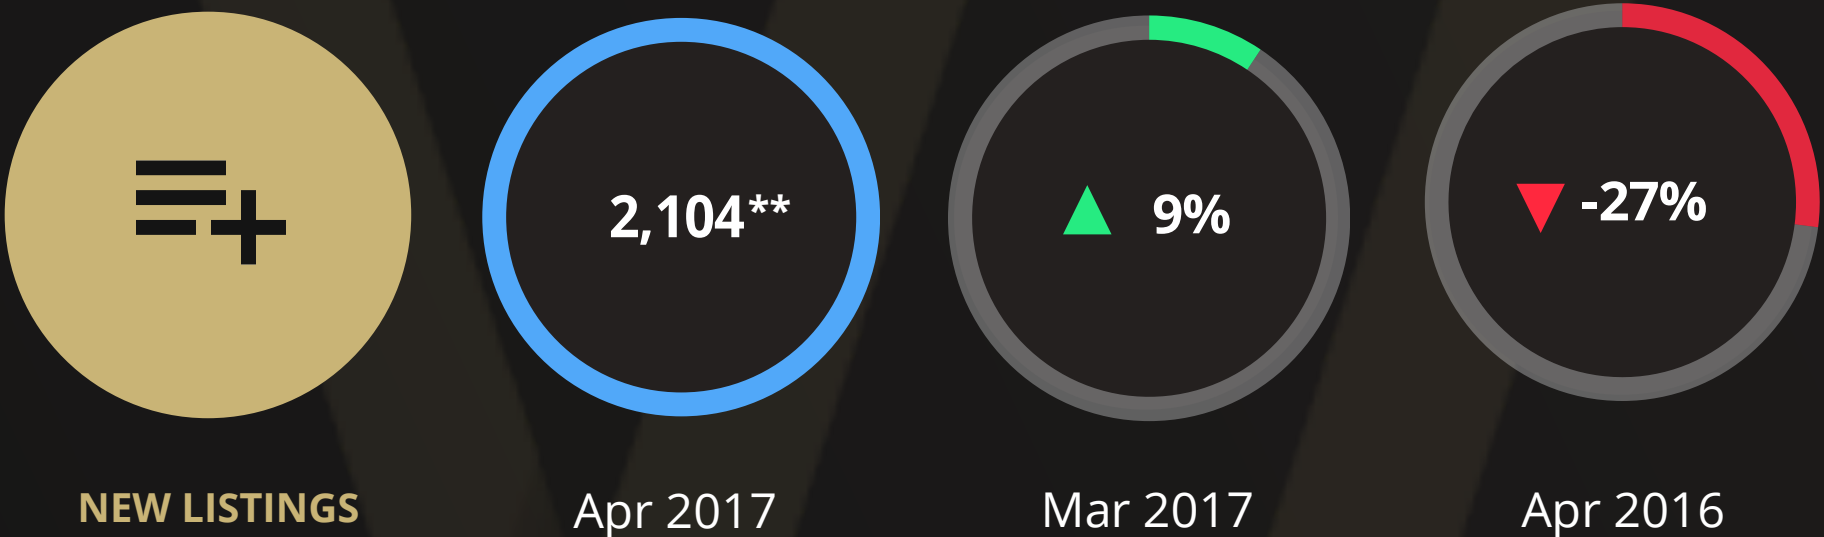 2,104**
9%
-27%
NEW LISTINGS
Apr 2017
Mar 2017
Apr 2016